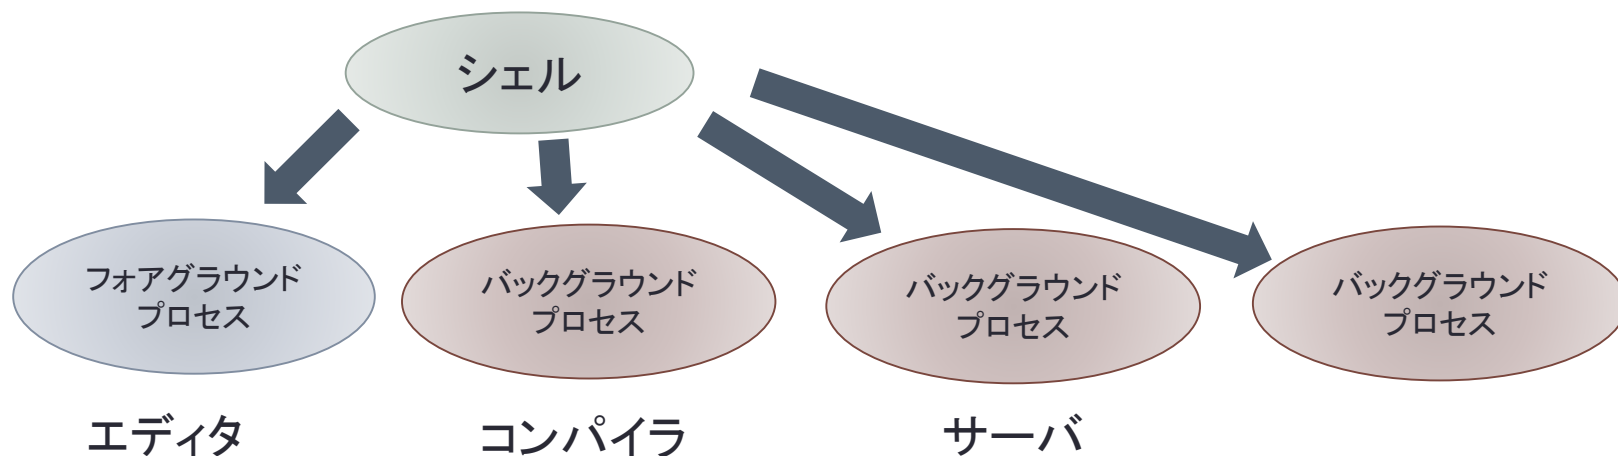 シェル
フォアグラウンド
プロセス
バックグラウンド
プロセス
バックグラウンド
プロセス
バックグラウンド
プロセス
エディタ
コンパイラ
サーバ